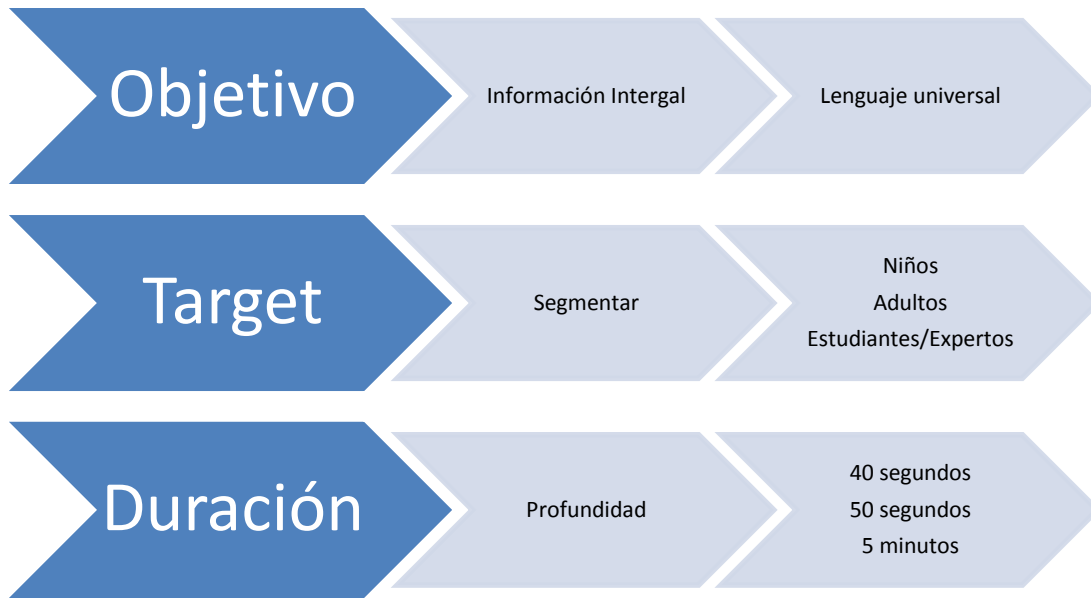 Objetivo
Información Intergal
Lenguaje universal
Target
Segmentar
Niños
Adultos
Estudiantes/Expertos
Duración
Profundidad
40 segundos
50 segundos
5 minutos